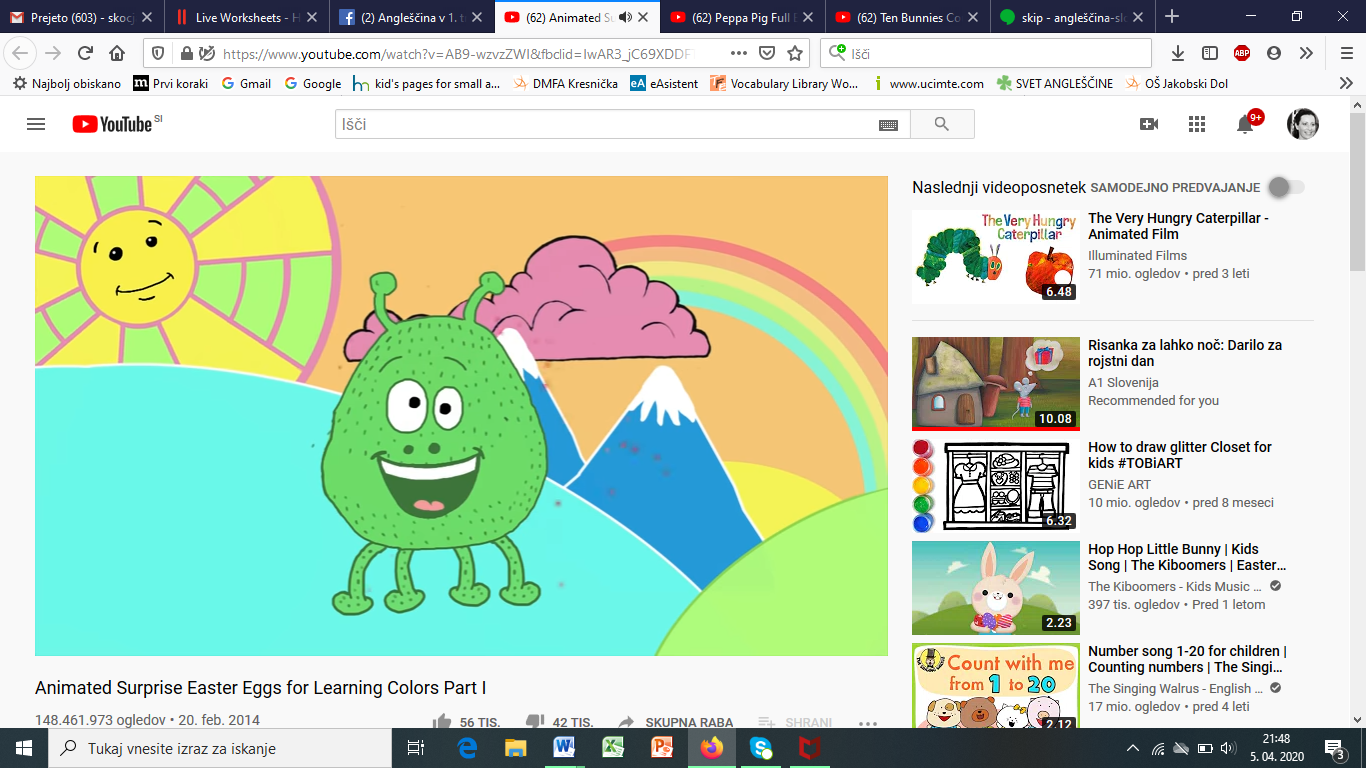 Prejeto (603) - skocj
Live Worksheets - H
(2) Angleščina v 1. t
(62) Animated Su
(62) Peppa Pig Full E
(62) Ten Bunnies Co
skip - angleščina-slo
https://www.youtube.com/watch?v=AB9-wzvzZWI&fbclid=IwAR3_jC69XDDF
Išči
Najbolj obiskano
Prvi koraki
Gmail
Google
kid's pages for small a...
DMFA Kresnička
eA eAsistent
Vocabulary Library Wo...
www.ucimte.com
SVET ANGLEŠČINE
OŠ Jakobski Dol
YouTube SI
Išči
9+
Naslednji videoposnetek SAMODEJNO PREDVAJANJE
The Very Hungry
Caterpillar
6.48
The Very Hungry Caterpillar -
Animated Film
Illuminated Films
71 mio. ogledov • pred 3 leti
10.08
Risanka za lahko noč: Darilo za
rojstni dan
A1 Slovenija
Recommended for you
6.32
How to draw glitter Closet for
kids #TOBiART
GENiE ART
10 mio. ogledov • pred 8 meseci
2.23
Hop Hop Little Bunny | Kids
Song | The Kiboomers | Easter...
The Kiboomers - Kids Music ...
397 tis. ogledov • Pred 1 letom
Count with me
from 1 to 20
2.12
Number song 1-20 for children |
Counting numbers | The Singi...
The Singing Walrus - English ...
17 mio. ogledov • pred 4 leti
Animated Surprise Easter Eggs for Learning Colors Part I
148.461.973 ogledov • 20. feb. 2014
56 TIS.
42 TIS.
SKUPNA RABA
SHRANI
Tukaj vnesite izraz za iskanje
21:48
5. 04. 2020
3